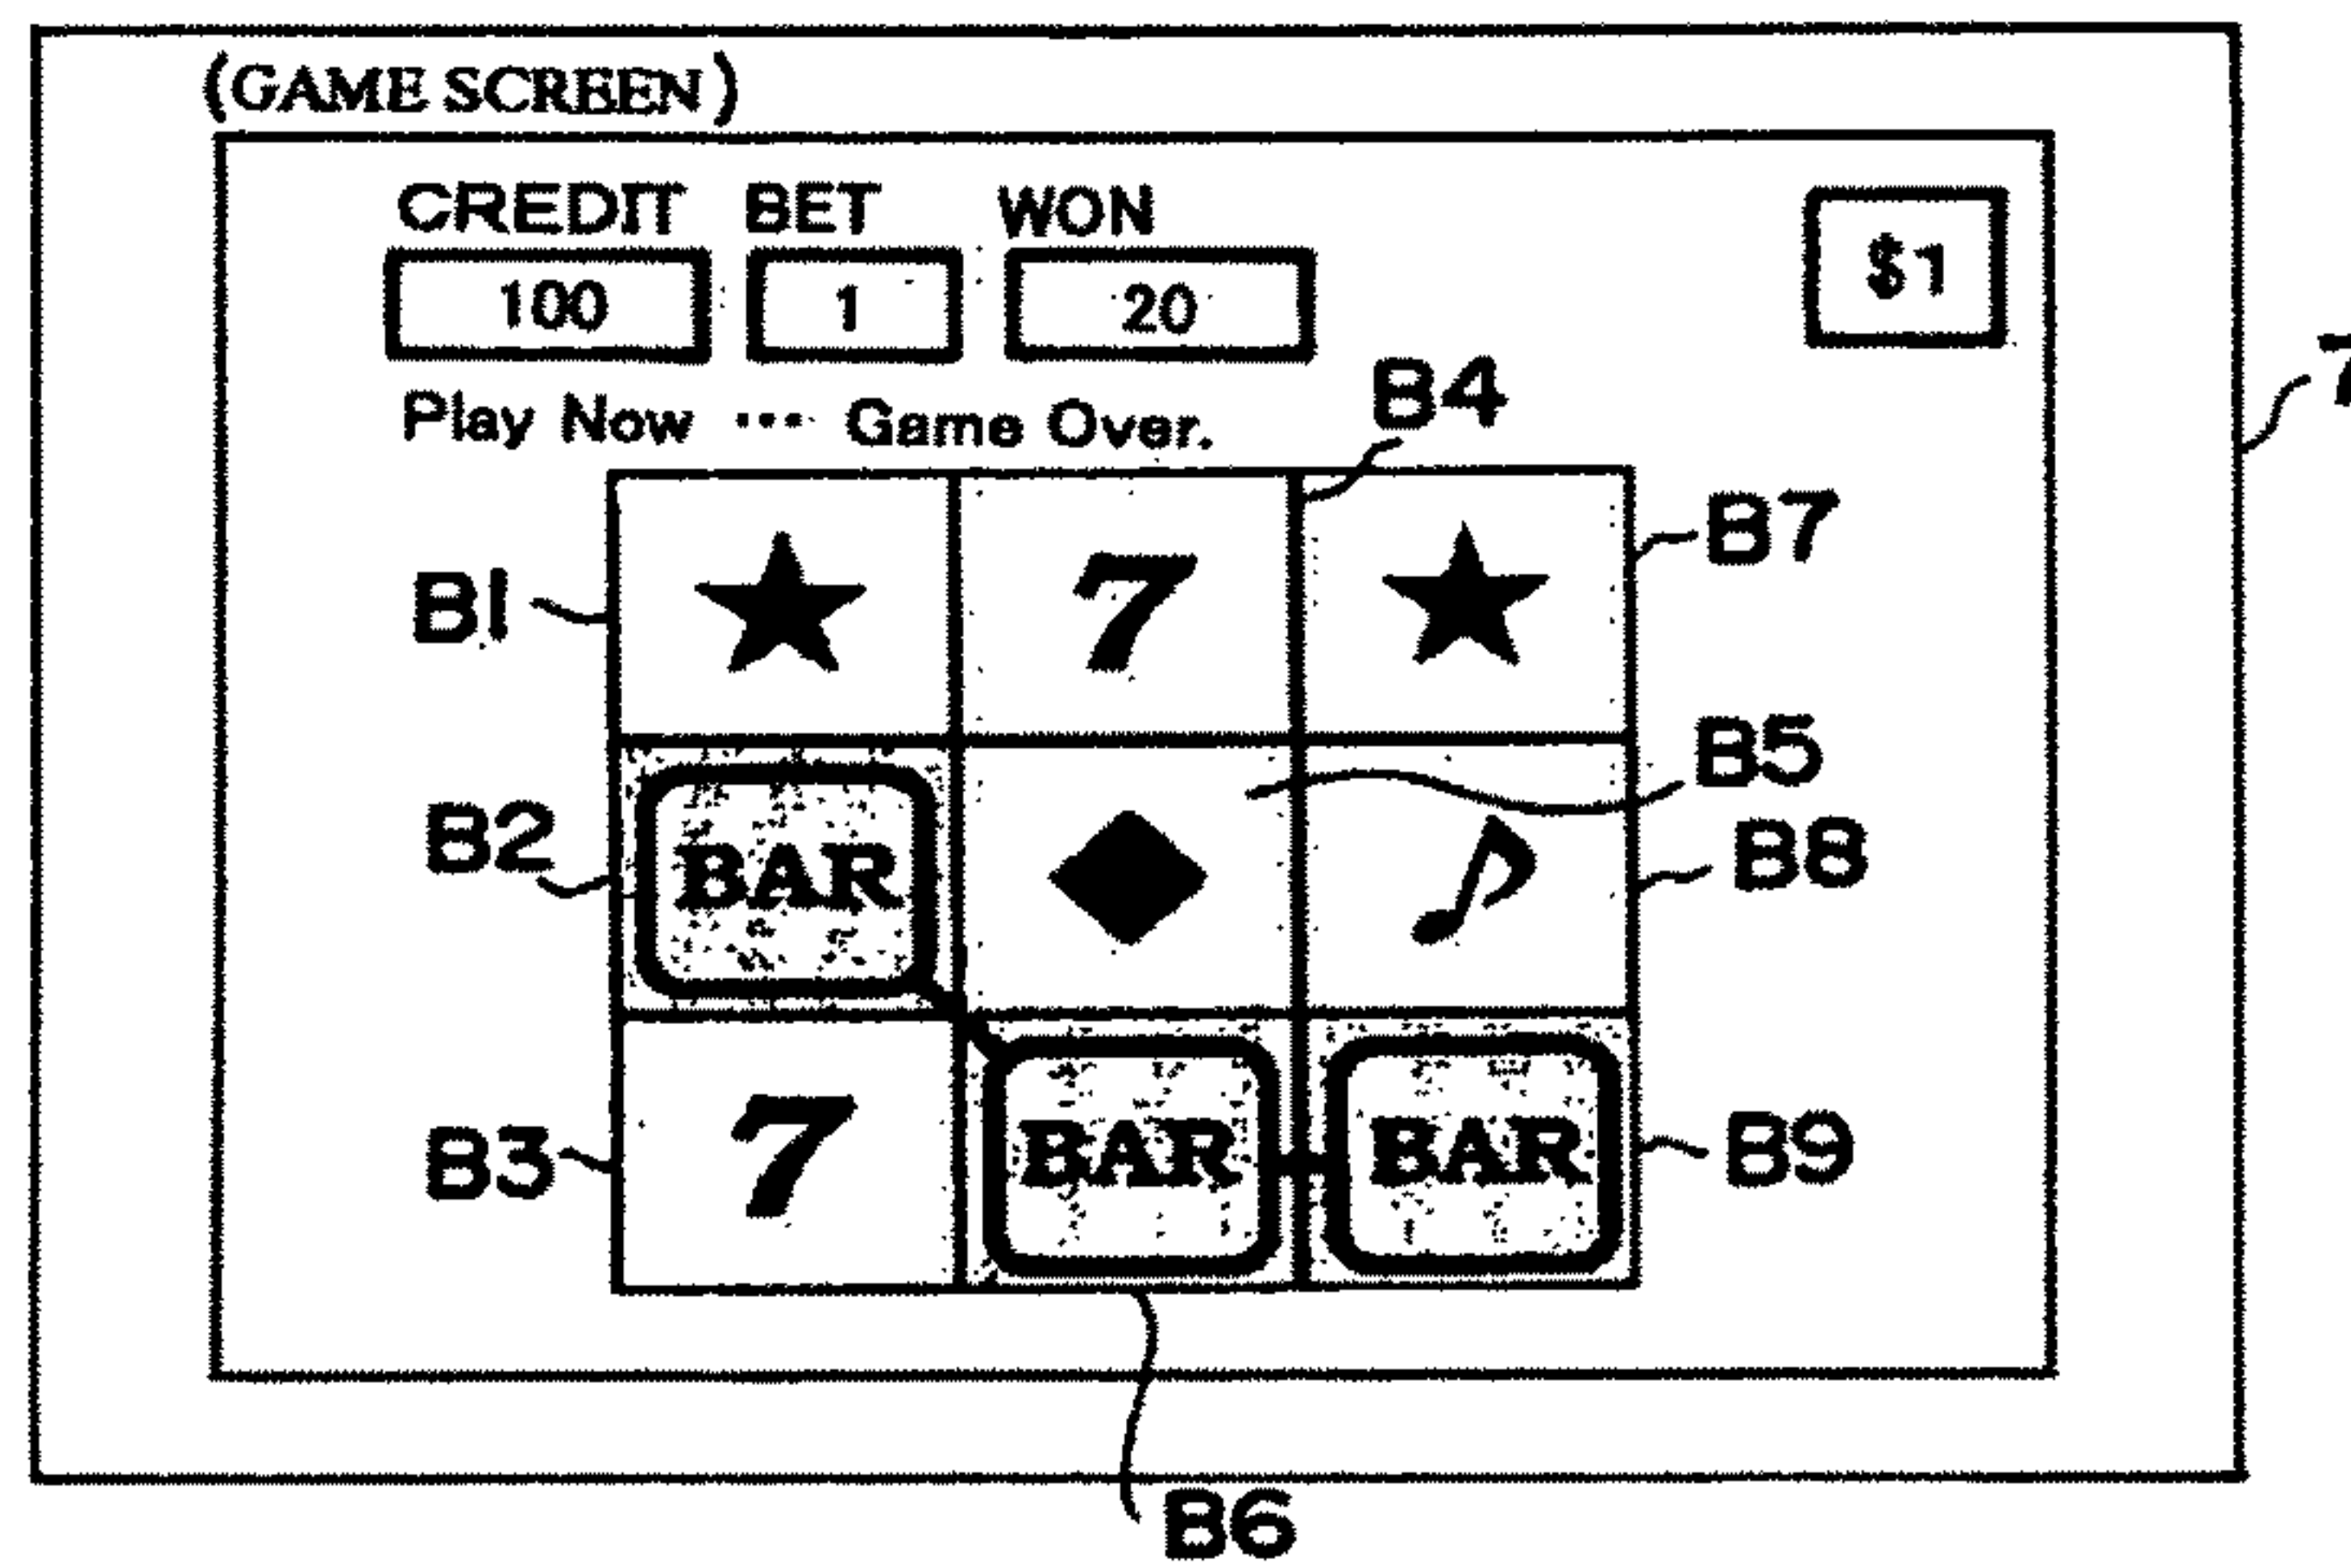 (GAME SCREEN)
CREDIT BET WON
$1
100 1 20
Play Now ... Game Over.
B4
B7
7
B1
7
B5
B2
BAR
B8
B3
7
BAR
BAR
B9
B6